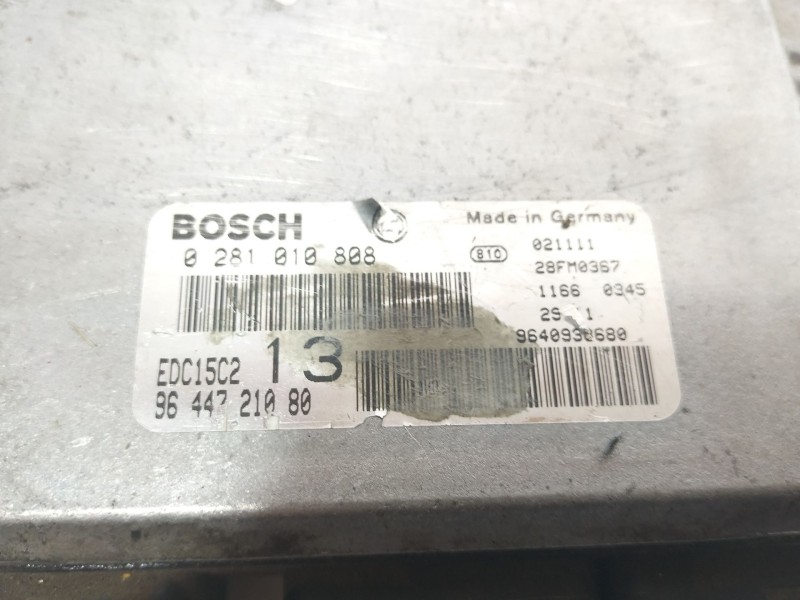 BOSCH
Made in Germany
0 281 010 808
810
021111
28FM0367
1166 0345
EDC15C2
13
96 447 210 80